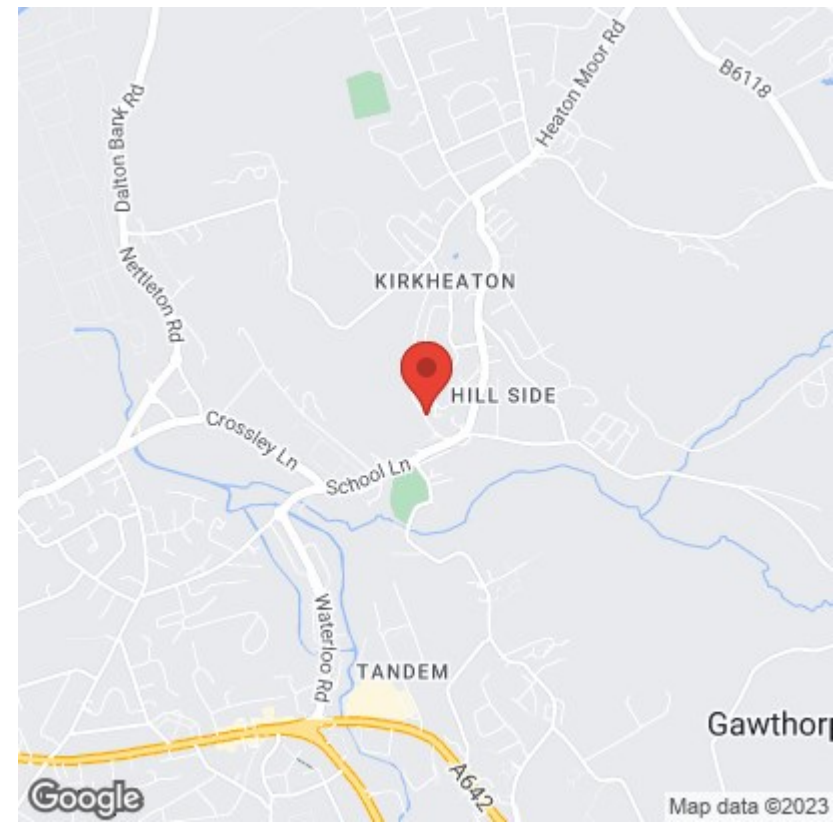 Heaton Moor Rd
B6118
Dalton Bank Rd
Nettleton Rd
KIRKHEATON
HILL SIDE
Crossley Ln
School Ln
Waterloo Rd
TANDEM
Gawthorp
A642
Google
Map data ©2023